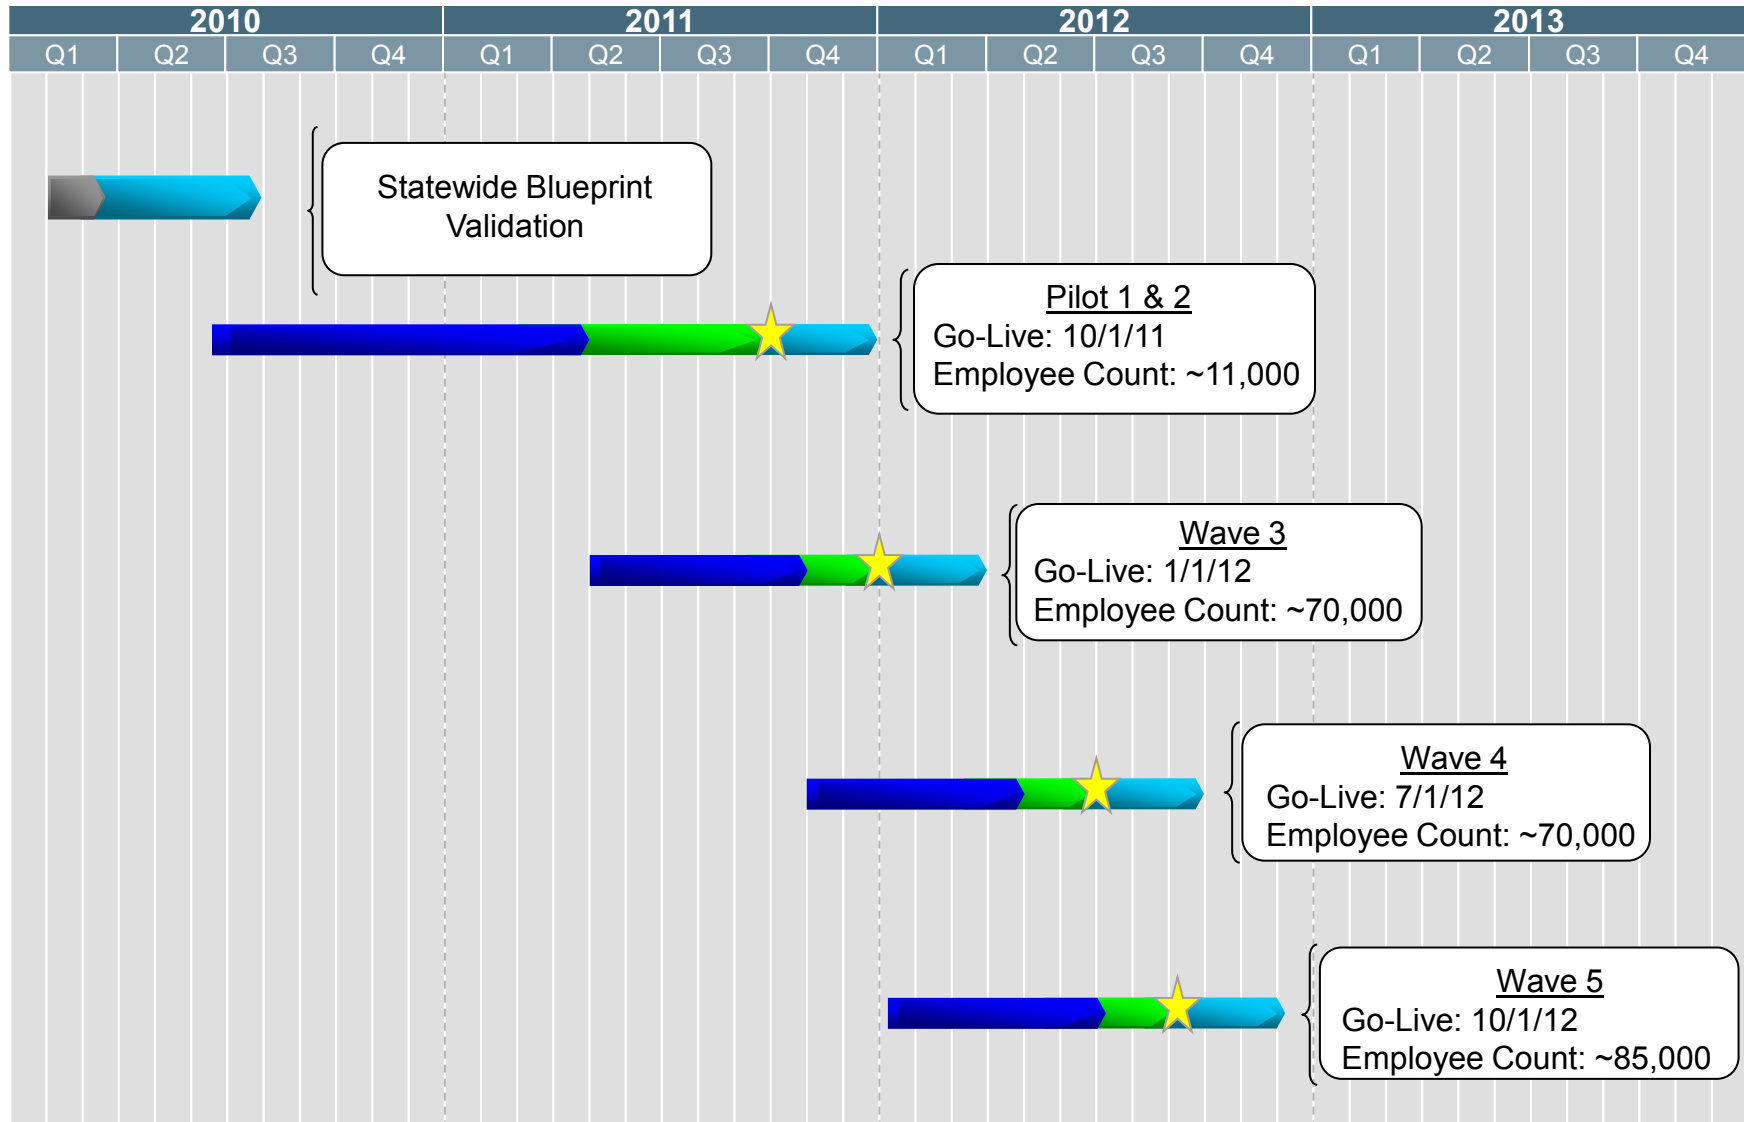 2010 2011 2012 2013
Q1 Q2 Q3 Q4 Q1 Q2 Q3 Q4 Q1 Q2 Q3 Q4 Q1 Q2 Q3 Q4
Statewide Blueprint
Validation
Pilot 1 & 2
Go-Live: 10/1/11
Employee Count: ~11,000
Wave 3
Go-Live: 1/1/12
Employee Count: ~70,000
Wave 4
Go-Live: 7/1/12
Employee Count: ~70,000
Wave 5
Go-Live: 10/1/12
Employee Count: ~85,000